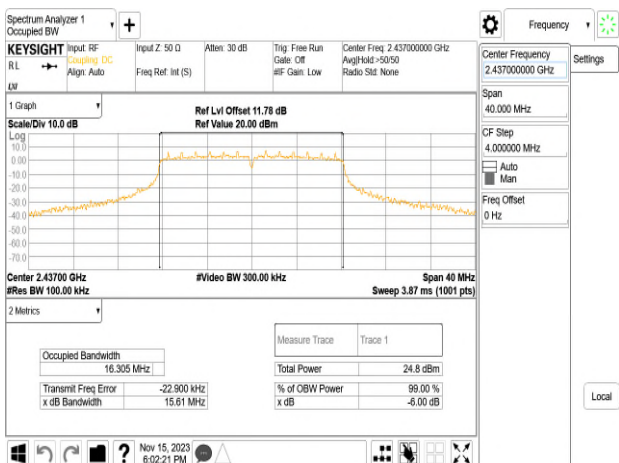 Spectrum Analyzer 1
Occupied BW
Frequency
KEYSIGHT
RL
Input: RF
Coupling: DC
Align: Auto
Input Z: 50 Ω
Freq Ref: Int (S)
Atten: 30 dB
Trig: Free Run
Gate: Off
#IF Gain: Low
Center Freq: 2.437000000 GHz
Avg|Hold:>50/50
Radio Std: None
Center Frequency
2.437000000 GHz
Settings
Span
40.000 MHz
CF Step
4.000000 MHz
Auto
Man
Freq Offset
0 Hz
1 Graph
Scale/Div 10.0 dB
Ref Lvl Offset 11.78 dB
Ref Value 20.00 dBm
Log
10.0
0.00
-10.0
-20.0
-30.0
-40.0
-50.0
-60.0
-70.0
Center 2.43700 GHz
#Video BW 300.00 kHz
Span 40 MHz
#Res BW 100.00 kHz
Sweep 3.87 ms (1001 pts)
2 Metrics
Measure Trace Trace 1
Occupied Bandwidth
16.305 MHz
Total Power 24.8 dBm
Transmit Freq Error -22.900 kHz
% of OBW Power 99.00 %
x dB Bandwidth 15.61 MHz
x dB -6.00 dB
Local
Nov 15, 2023
6:02:21 PM